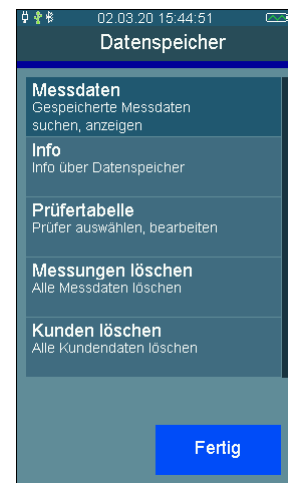 02.03.20 15:44:51
Datenspeicher
Messdaten
Gespeicherte Messdaten
suchen, anzeigen
Info
Info über Datenspeicher
Prüfertabelle
Prüfer auswählen, bearbeiten
Messungen löschen
Alle Messdaten löschen
Kunden löschen
Alle Kundendaten löschen
Fertig